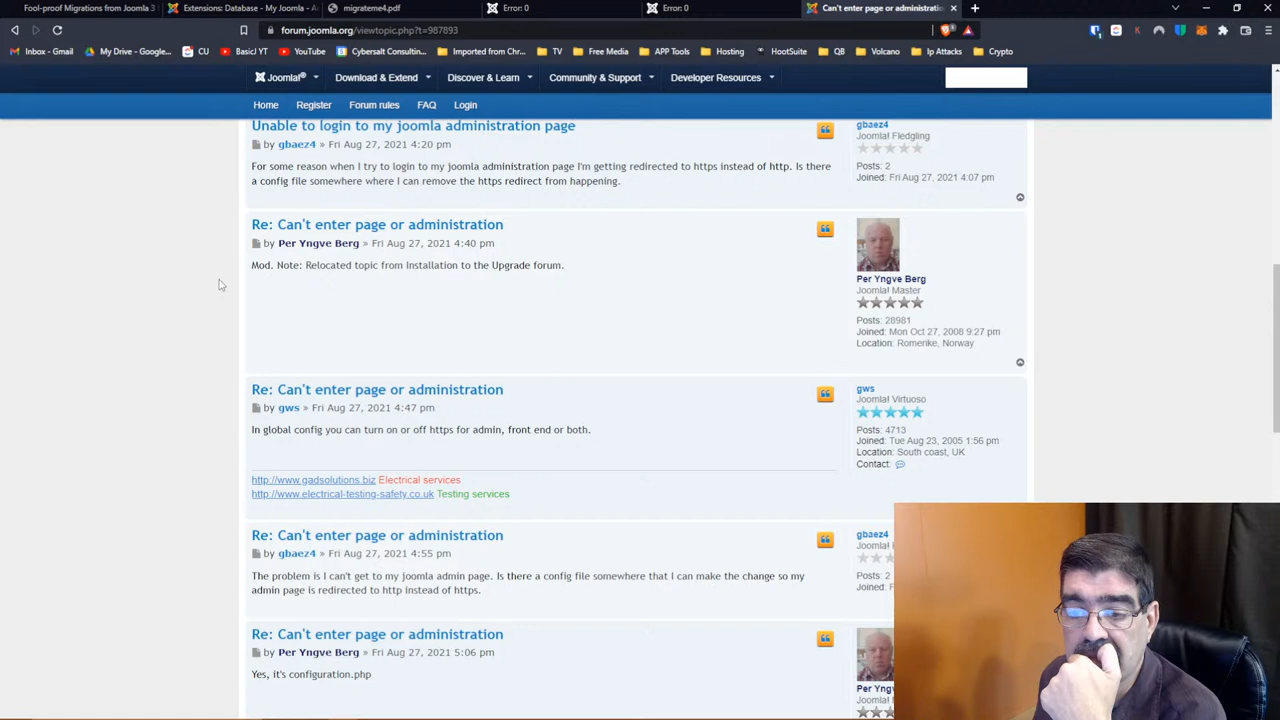 Fool-proof Migrations from Joomla 3
Extensions: Database - My Joomla - A
migrateme4.pdf
Error: 0
Error: 0
Can't enter page or administratio
forum.joomla.org/viewtopic.php?t=987893
Inbox - Gmail
My Drive - Google...
CU
Basic! YT
YouTube
Cybersalt Consulting...
Imported from Chr...
TV
Free Media
APP Tools
Hosting
HootSuite
QB
Volcano
Ip Attacks
Crypto
Joomla!®
Download & Extend
Discover & Learn
Community & Support
Developer Resources
Home
Register
Forum rules
FAQ
Login
Unable to login to my joomla administration page
by gbaez4 » Fri Aug 27, 2021 4:20 pm
For some reason when I try to login to my joomla administration page I'm getting redirected to https instead of http. Is there
a config file somewhere where I can remove the https redirect from happening.
gbaez4
Joomla! Fledgling
Posts: 2
Joined: Fri Aug 27, 2021 4:07 pm
Re: Can't enter page or administration
by Per Yngve Berg » Fri Aug 27, 2021 4:40 pm
Mod. Note: Relocated topic from Installation to the Upgrade forum.
Per Yngve Berg
Joomla! Master
Posts: 28981
Joined: Mon Oct 27, 2008 9:27 pm
Location: Romerike, Norway
Re: Can't enter page or administration
by gws » Fri Aug 27, 2021 4:47 pm
In global config you can turn on or off https for admin, front end or both.
http://www.gadsolutions.biz Electrical services
http://www.electrical-testing-safety.co.uk Testing services
gws
Joomla! Virtuoso
Posts: 4713
Joined: Tue Aug 23, 2005 1:56 pm
Location: South coast, UK
Contact:
Re: Can't enter page or administration
by gbaez4 » Fri Aug 27, 2021 4:55 pm
The problem is I can't get to my joomla admin page. Is there a config file somewhere that I can make the change so my
admin page is redirected to http instead of https.
gbaez4
Joomla!
Posts: 2
Joined: F
Re: Can't enter page or administration
by Per Yngve Berg » Fri Aug 27, 2021 5:06 pm
Yes, it's configuration.php
Per Yng